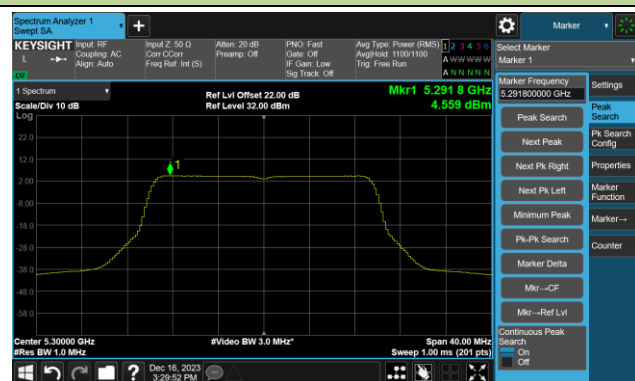 Spectrum Analyzer 1
Swept SA
Marker
KEYSIGHT
L
Input: RF
Coupling: AC
Align: Auto
Input Z: 50 Ω
Corr CCorr
Freq Ref: Int (S)
Atten: 20 dB
Preamp: Off
PNO: Fast
Gate: Off
IF Gain: Low
Sig Track: Off
Avg Type: Power (RMS)
Avg|Hold: 1100/1100
Trig: Free Run
1 2 3 4 5 6
A W W W W W
A N N N N N
LW
Select Marker
Marker 1
1 Spectrum
Scale/Div 10 dB
Log
Ref Lvl Offset 22.00 dB
Ref Level 32.00 dBm
Mkr1 5.291 8 GHz
4.559 dBm
1
22.0
12.0
2.00
-8.00
-18.0
-28.0
-38.0
-48.0
-58.0
Center 5.30000 GHz
#Res BW 1.0 MHz
#Video BW 3.0 MHz*
Span 40.00 MHz
Sweep 1.00 ms (201 pts)
Marker Frequency
5.291800000 GHz
Peak Search
Next Peak
Next Pk Right
Next Pk Left
Minimum Peak
Pk-Pk Search
Marker Delta
Mkr→CF
Mkr→Ref Lvl
Continuous Peak
Search
On
Off
Settings
Peak
Search
Pk Search
Config
Properties
Marker
Function
Marker→
Counter
?
Dec 16, 2023
3:29:52 PM